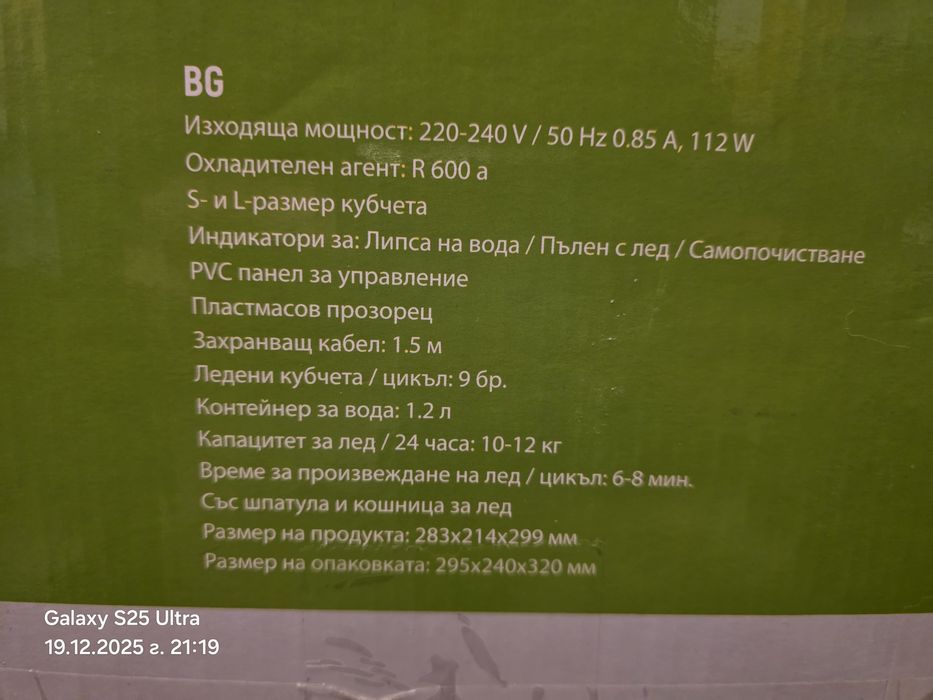 BG
Изходяща мощност: 220-240 V / 50 Hz 0.85 A, 112 W
Охладителен агент: R 600 a
S- и L-размер кубчета
Индикатори за: Липса на вода / Пълен с лед / Самопочистване
PVC панел за управление
Пластмасов прозорец
Захранващ кабел: 1.5 м
Ледени кубчета / цикъл: 9 бр.
Контейнер за вода: 1.2 л
Капацитет за лед / 24 часа: 10-12 кг
Време за произвеждане на лед / цикъл: 6-8 мин.
Със шпатула и кошница за лед
Размер на продукта: 283x214x299 мм
Размер на опаковката: 295x240x320 мм
Galaxy S25 Ultra
19.12.2025 г. 21:19